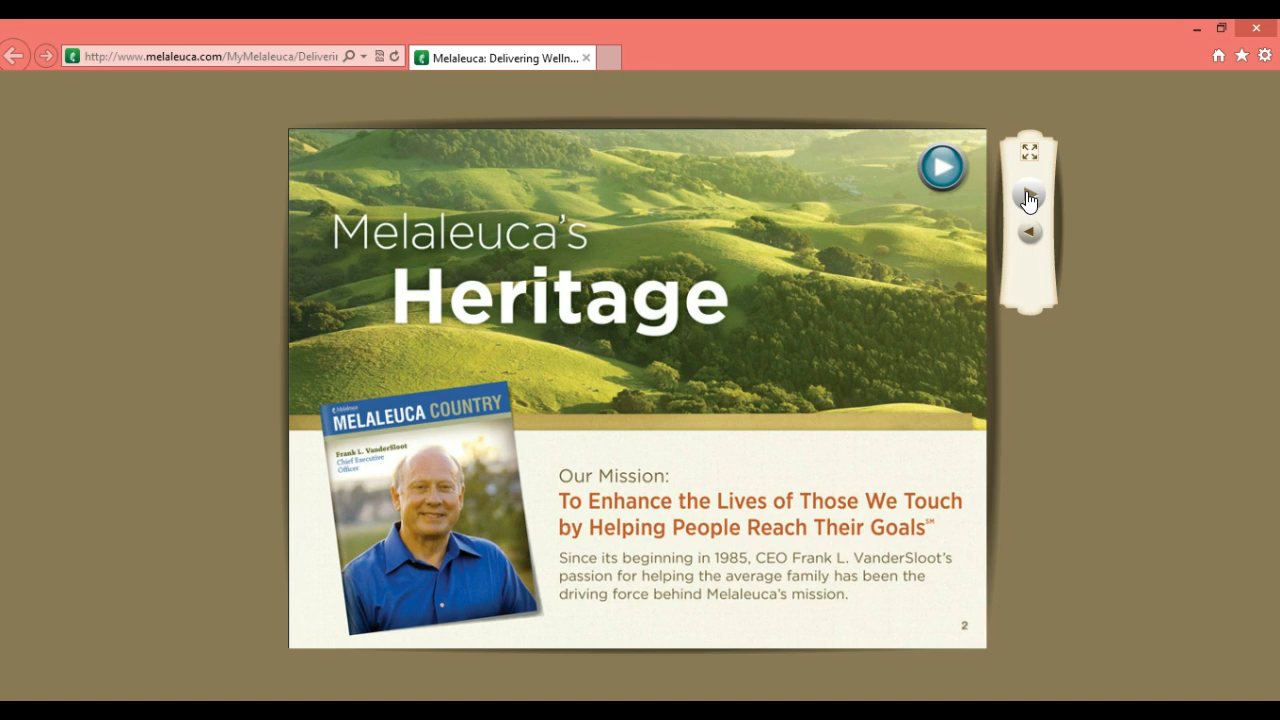 http://www.melaleuca.com/MyMelaleuca/Deliveri
Melaleuca: Delivering Welln...
Melaleuca's
Heritage
MELALEUCA COUNTRY
Frank L. VanderSloot
Chief Executive
Officer
Our Mission:
To Enhance the Lives of Those We Touch
by Helping People Reach Their Goals℠
Since its beginning in 1985, CEO Frank L. VanderSloot's
passion for helping the average family has been the
driving force behind Melaleuca's mission.
2